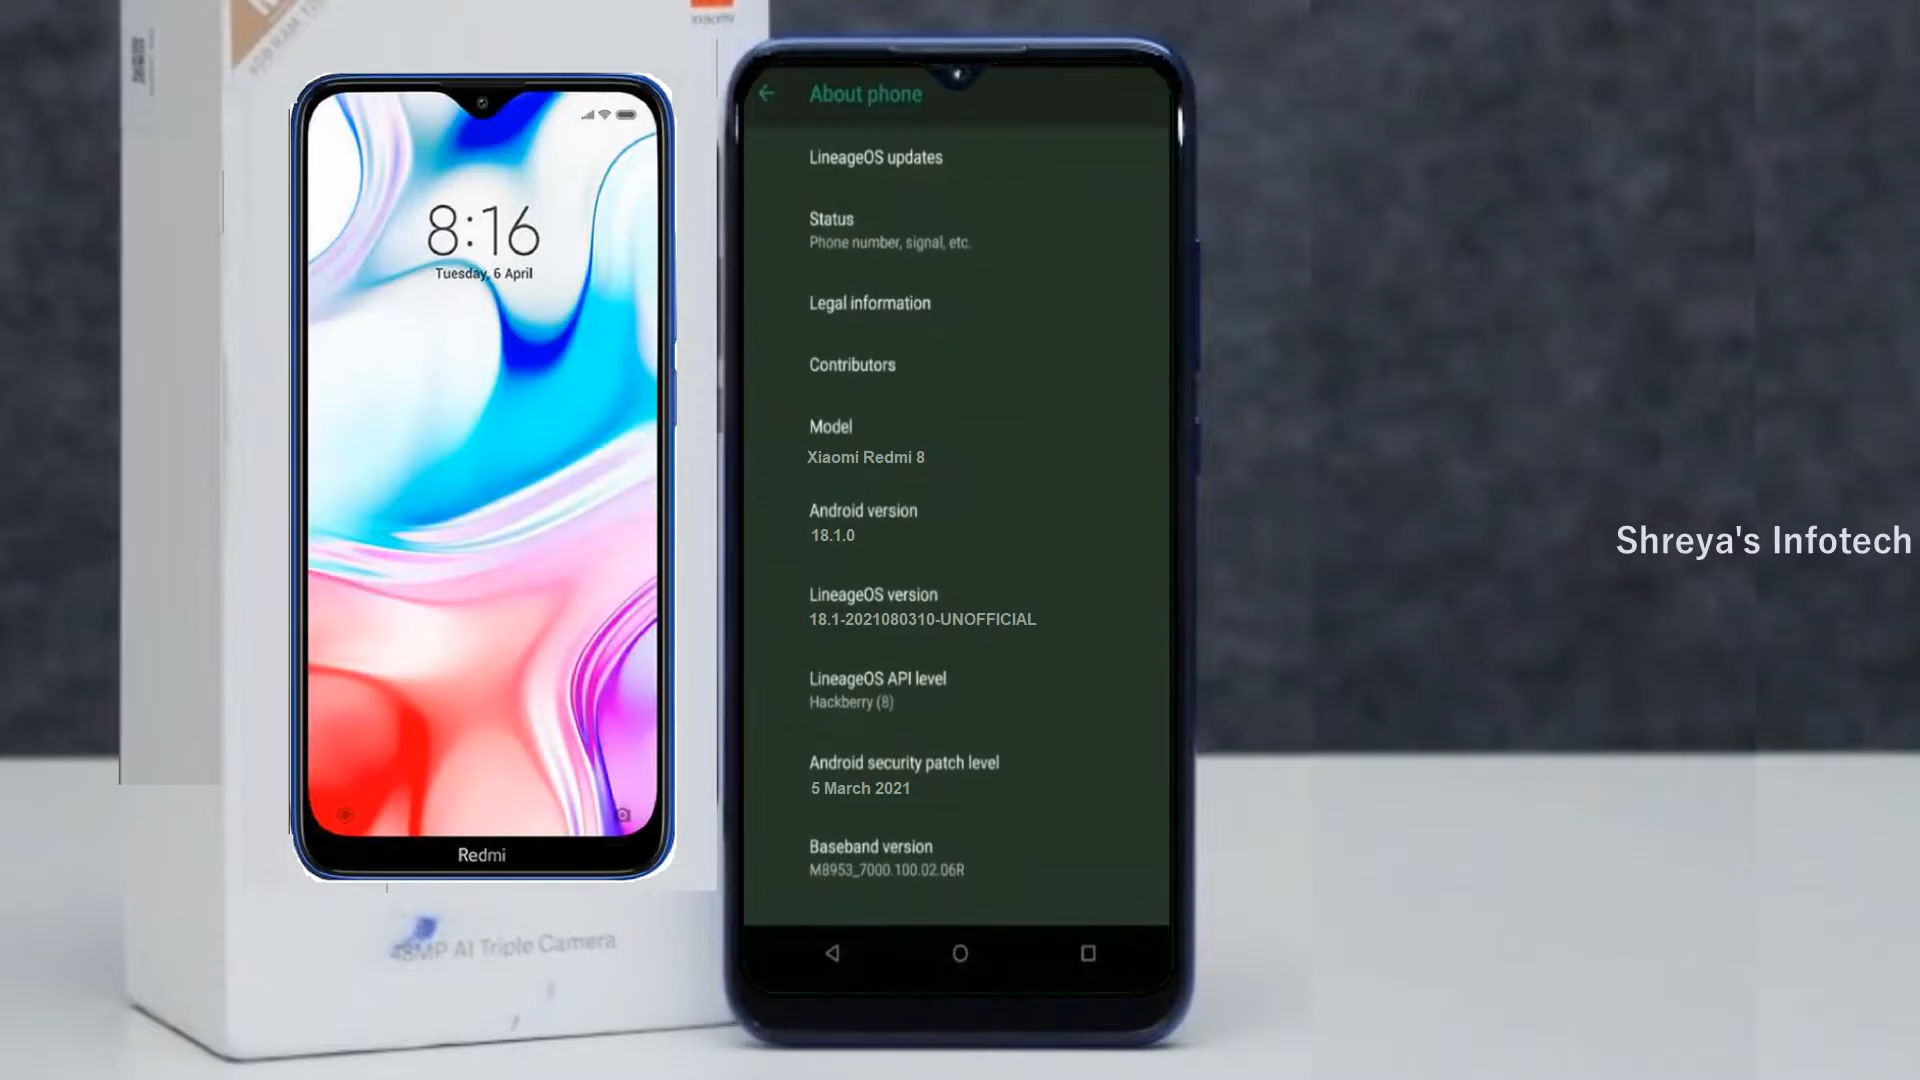 xiaomi
8:16
Tuesday, 6 April
Redmi
48MP AI Triple Camera
About phone
LineageOS updates
Status
Phone number, signal, etc.
Legal information
Contributors
Model
Xiaomi Redmi 8
Android version
18.1.0
LineageOS version
18.1-2021080310-UNOFFICIAL
LineageOS API level
Hackberry (8)
Android security patch level
5 March 2021
Baseband version
M8953_7000.100.02.06R
Shreya's Infotech